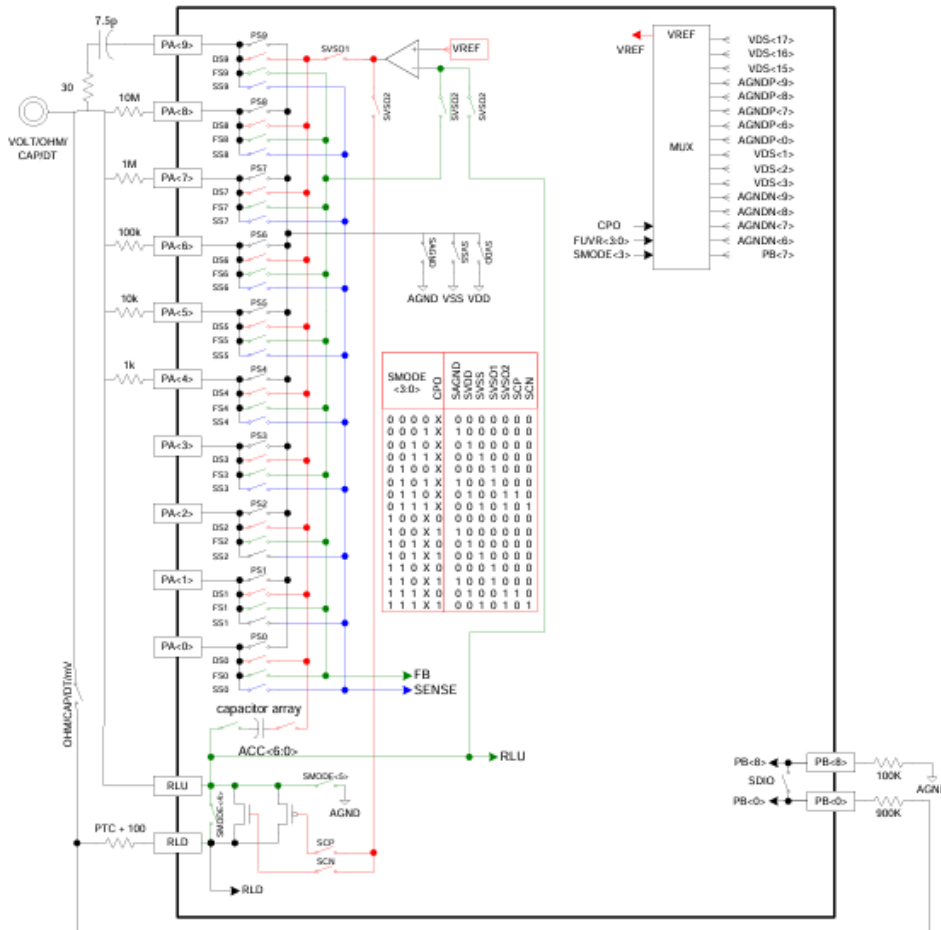 7.5p
30
VOLT/OHM/
CAP/DT
10M
1M
100k
10k
1k
PA<9>
PS9
DS9
FS9
SS9
PA<8>
PS8
DS8
FS8
SS8
PA<7>
PS7
DS7
FS7
SS7
PA<6>
PS6
DS6
FS6
SS6
PA<5>
PS5
DS5
FS5
SS5
PA<4>
PS4
DS4
FS4
SS4
PA<3>
PS3
DS3
FS3
SS3
PA<2>
PS2
DS2
FS2
SS2
PA<1>
PS1
DS1
FS1
SS1
PA<0>
PS0
DS0
FS0
SS0
SVSO1
VREF
SVSO2
SVSO2
SVSO2
SAGND
SVSS
SVDD
AGND VSS VDD
VREF
VREF
MUX
CPO
FUVR<3:0>
SMODE<3>
VDS<17>
VDS<16>
VDS<15>
AGNDP<9>
AGNDP<8>
AGNDP<7>
AGNDP<6>
AGNDP<0>
VDS<1>
VDS<2>
VDS<3>
AGNDN<9>
AGNDN<8>
AGNDN<7>
AGNDN<6>
PB<7>
SMODE <3:0> CPO SAGND SVDD SVSS SVSO1 SVSO2 SCP SCN
0 0 0 0 X 0 0 0 0 0 0 0
0 0 0 1 X 1 0 0 0 0 0 0
0 0 1 0 X 0 1 0 0 0 0 0
0 0 1 1 X 0 0 1 0 0 0 0
0 1 0 0 X 0 0 0 1 0 0 0
0 1 0 1 X 1 0 0 1 0 0 0
0 1 1 0 X 0 1 0 0 1 1 0
0 1 1 1 X 0 0 1 0 1 0 1
1 0 0 X 0 0 0 0 0 0 0 0
1 0 0 X 1 1 0 0 0 0 0 0
1 0 1 X 0 0 1 0 0 0 0 0
1 0 1 X 1 0 0 1 0 0 0 0
1 1 0 X 0 0 0 0 1 0 0 0
1 1 0 X 1 1 0 0 1 0 0 0
1 1 1 X 0 0 1 0 0 1 1 0
1 1 1 X 1 0 0 1 0 1 0 1
FB
SENSE
OHM/CAP/DT/mV
capacitor array
ACC<6:0>
RLU
RLU
SMODE<5>
SMODE<4>
AGND
PTC + 100
RLD
SCP
SCN
RLD
PB<8>
SDIO
PB<0>
PB<8>
PB<0>
100K
900K
AGND